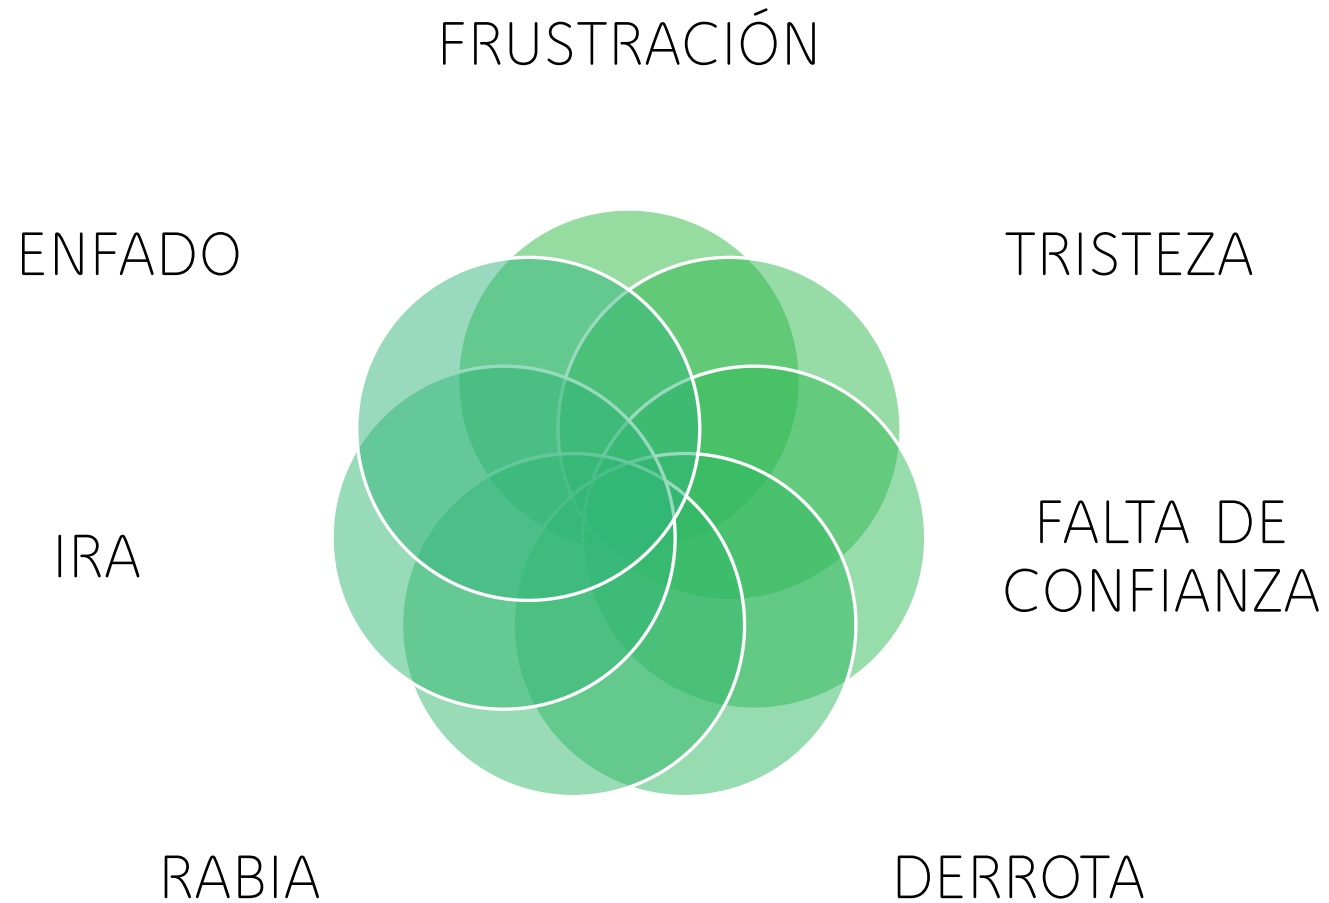 FRUSTRACIÓN
ENFADO
TRISTEZA
FALTA DE
CONFIANZA
IRA
RABIA
DERROTA